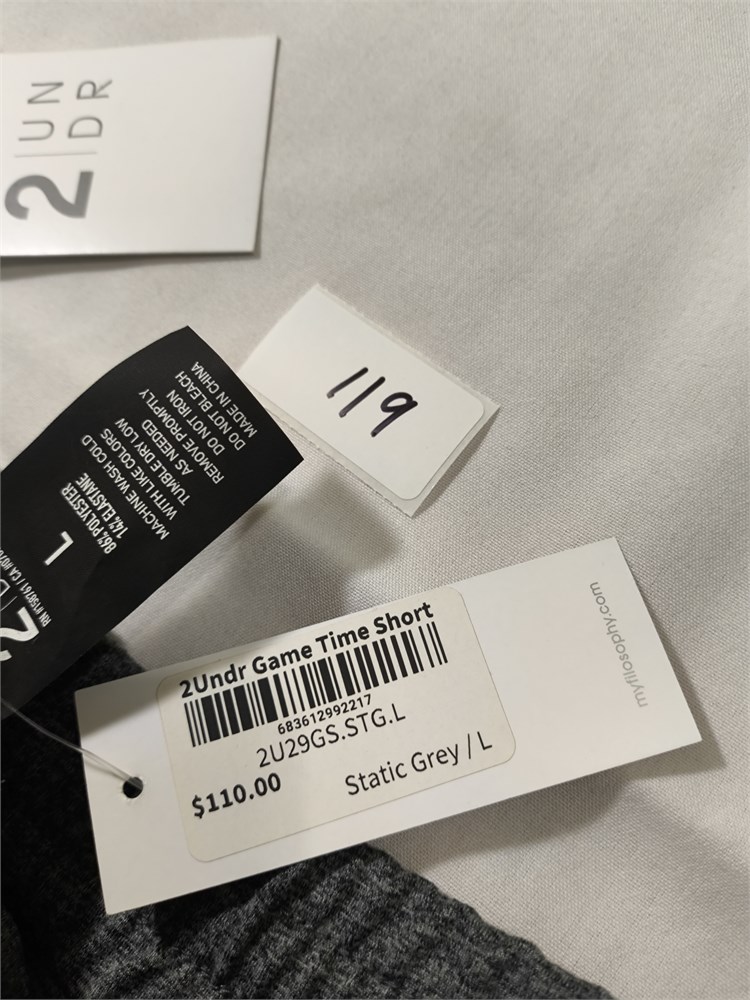 2 UN
DR
119
86% POLYESTER
14% ELASTANE
L
MACHINE WASH COLD
WITH LIKE COLORS
TUMBLE DRY LOW
AS NEEDED
REMOVE PROMPTLY
DO NOT IRON
DO NOT BLEACH
MADE IN CHINA
2Undr Game Time Short
683612992217
2U29GS.STG.L
$110.00
Static Grey / L
myfilosophy.com